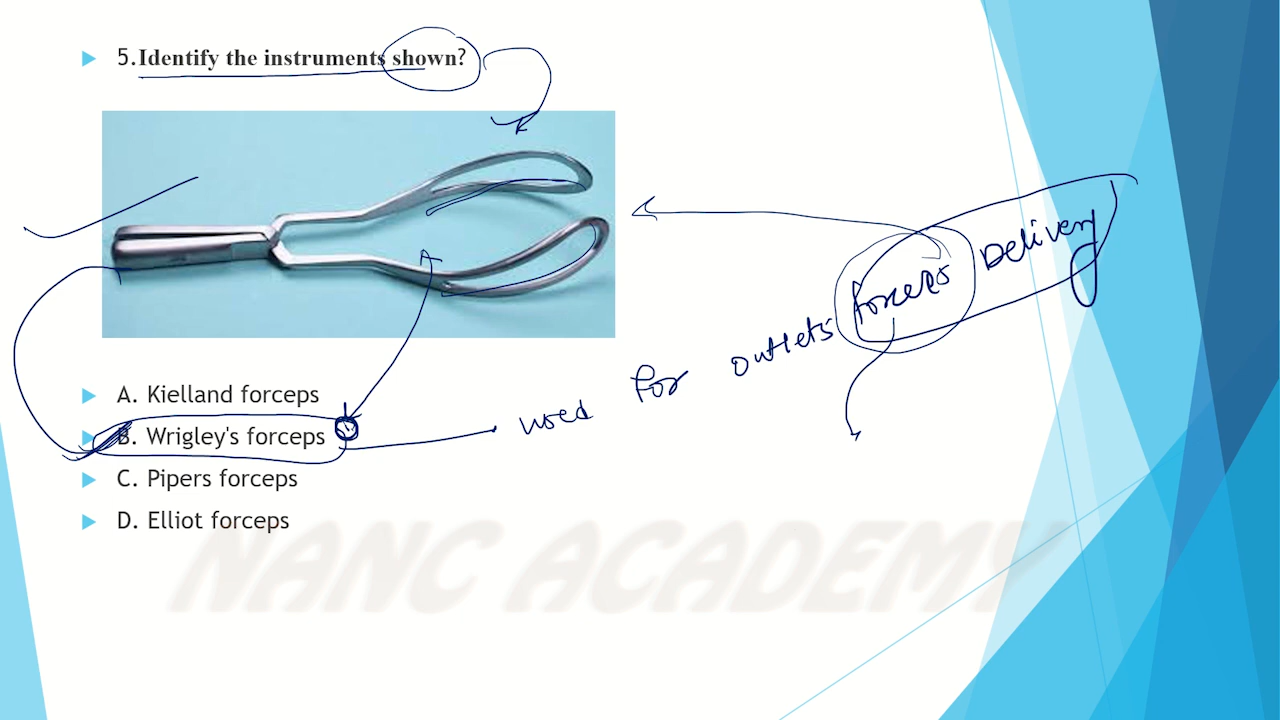 5.Identify the instruments shown?
A. Kielland forceps
B. Wrigley's forceps
C. Pipers forceps
D. Elliot forceps
used for outlets forceps Delivery
NANC ACADEMY